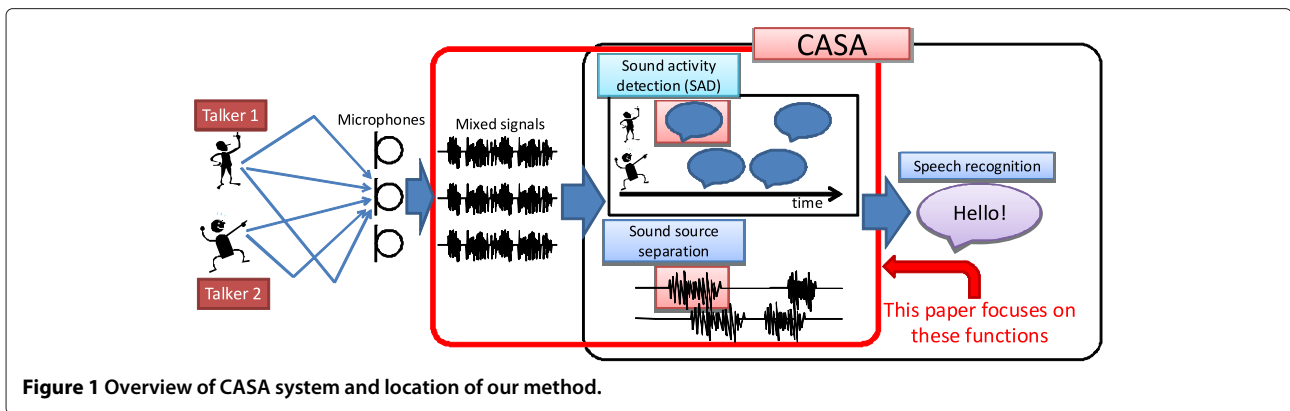 CASA
Sound activity
detection (SAD)
Talker 1
Microphones
Mixed signals
Speech recognition
time
Hello!
Sound source
separation
Talker 2
This paper focuses on
these functions
Figure 1 Overview of CASA system and location of our method.